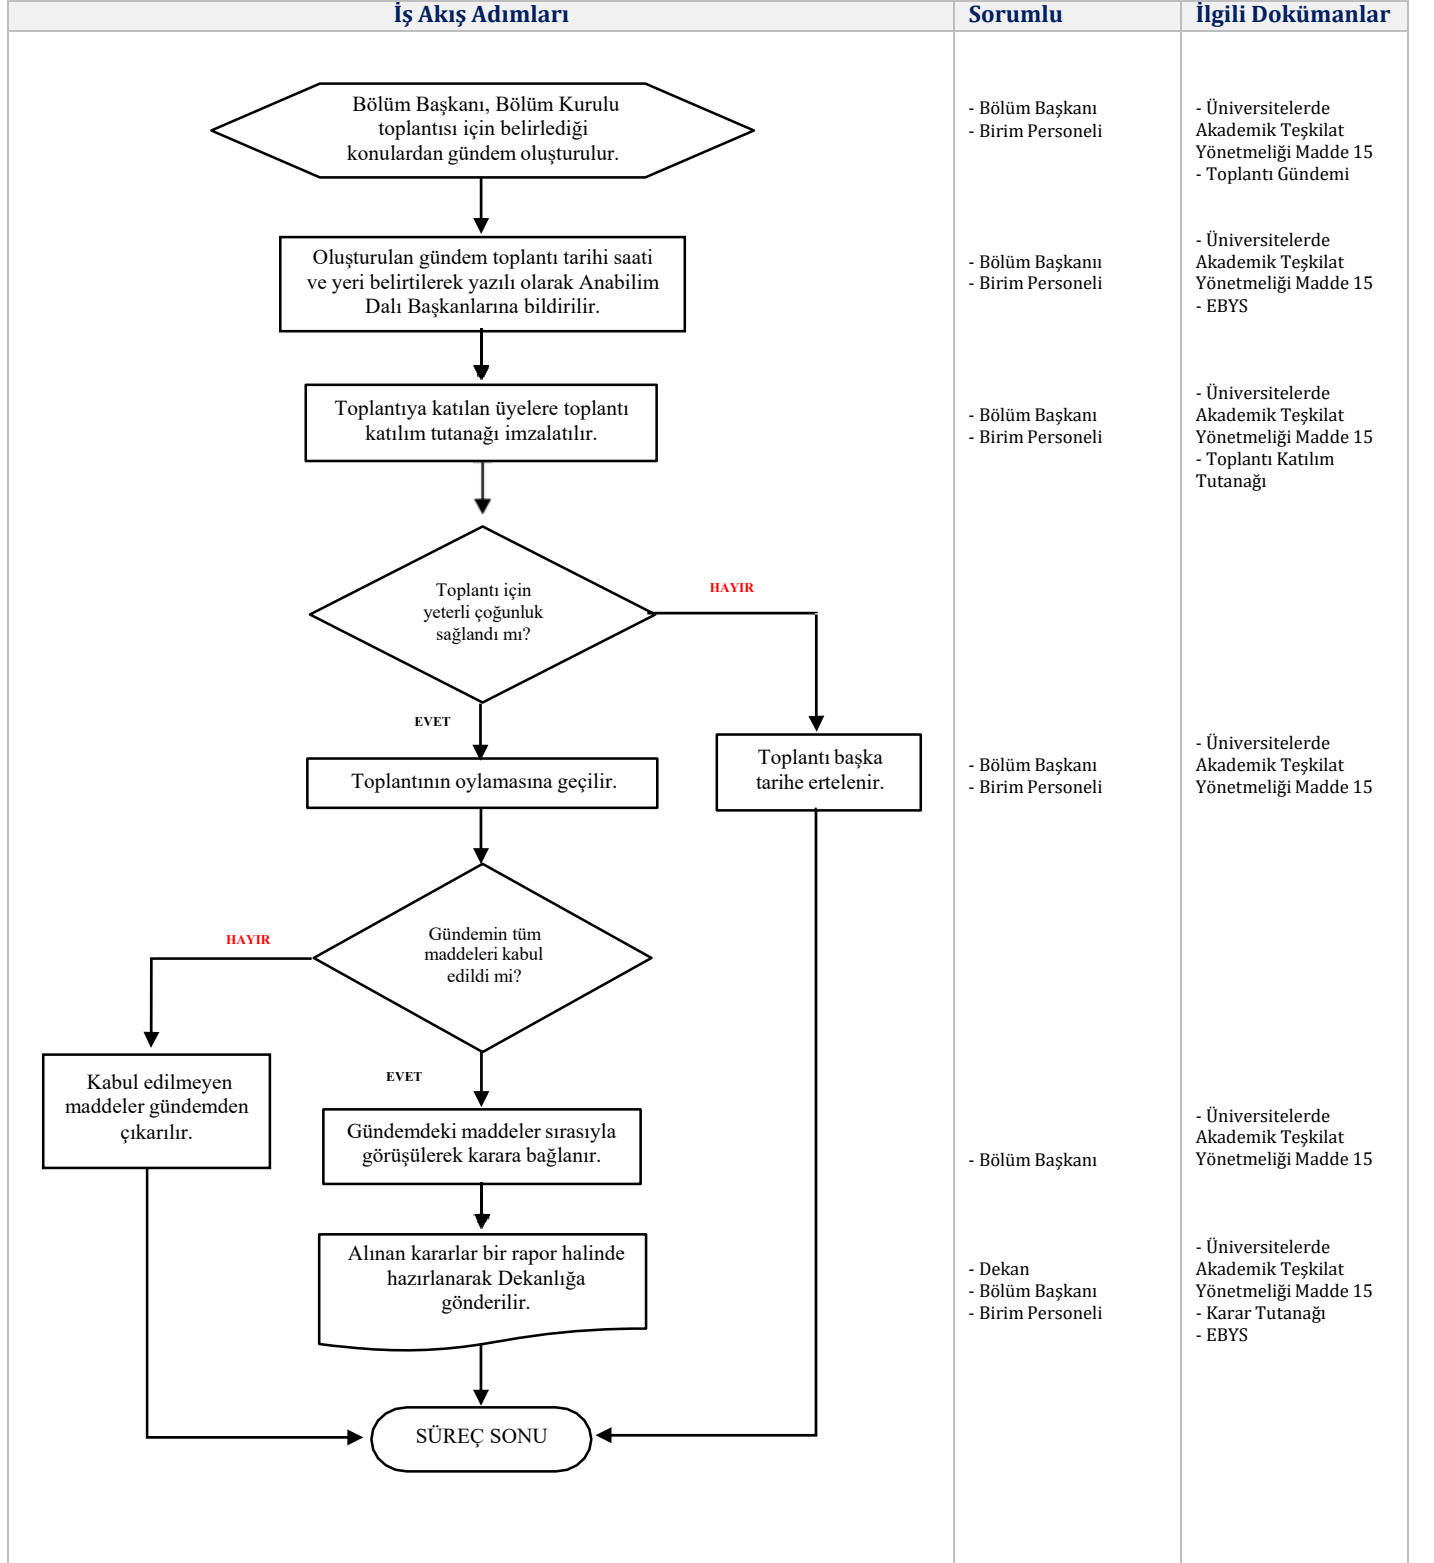 İş Akış Adımları
Sorumlu
İlgili Dokümanlar
Bölüm Başkanı, Bölüm Kurulu
toplantısı için belirlediği
konulardan gündem oluşturulur.
- Bölüm Başkanı
- Birim Personeli
- Üniversitelerde
Akademik Teşkilat
Yönetmeliği Madde 15
- Toplantı Gündemi
Oluşturulan gündem toplantı tarihi saati
ve yeri belirtilerek yazılı olarak Anabilim
Dalı Başkanlarına bildirilir.
- Bölüm Başkanıı
- Birim Personeli
- Üniversitelerde
Akademik Teşkilat
Yönetmeliği Madde 15
- EBYS
Toplantıya katılan üyelere toplantı
katılım tutanağı imzalatılır.
- Bölüm Başkanı
- Birim Personeli
- Üniversitelerde
Akademik Teşkilat
Yönetmeliği Madde 15
- Toplantı Katılım
Tutanağı
Toplantı için
yeterli çoğunluk
sağlandı mı?
HAYIR
EVET
Toplantının oylamasına geçilir.
Toplantı başka
tarihe ertelenir.
- Bölüm Başkanı
- Birim Personeli
- Üniversitelerde
Akademik Teşkilat
Yönetmeliği Madde 15
Gündemin tüm
maddeleri kabul
edildi mi?
HAYIR
EVET
Kabul edilmeyen
maddeler gündemden
çıkarılır.
Gündemdeki maddeler sırasıyla
görüşülerek karara bağlanır.
- Bölüm Başkanı
- Üniversitelerde
Akademik Teşkilat
Yönetmeliği Madde 15
Alınan kararlar bir rapor halinde
hazırlanarak Dekanlığa
gönderilir.
- Dekan
- Bölüm Başkanı
- Birim Personeli
- Üniversitelerde
Akademik Teşkilat
Yönetmeliği Madde 15
- Karar Tutanağı
- EBYS
SÜREÇ SONU